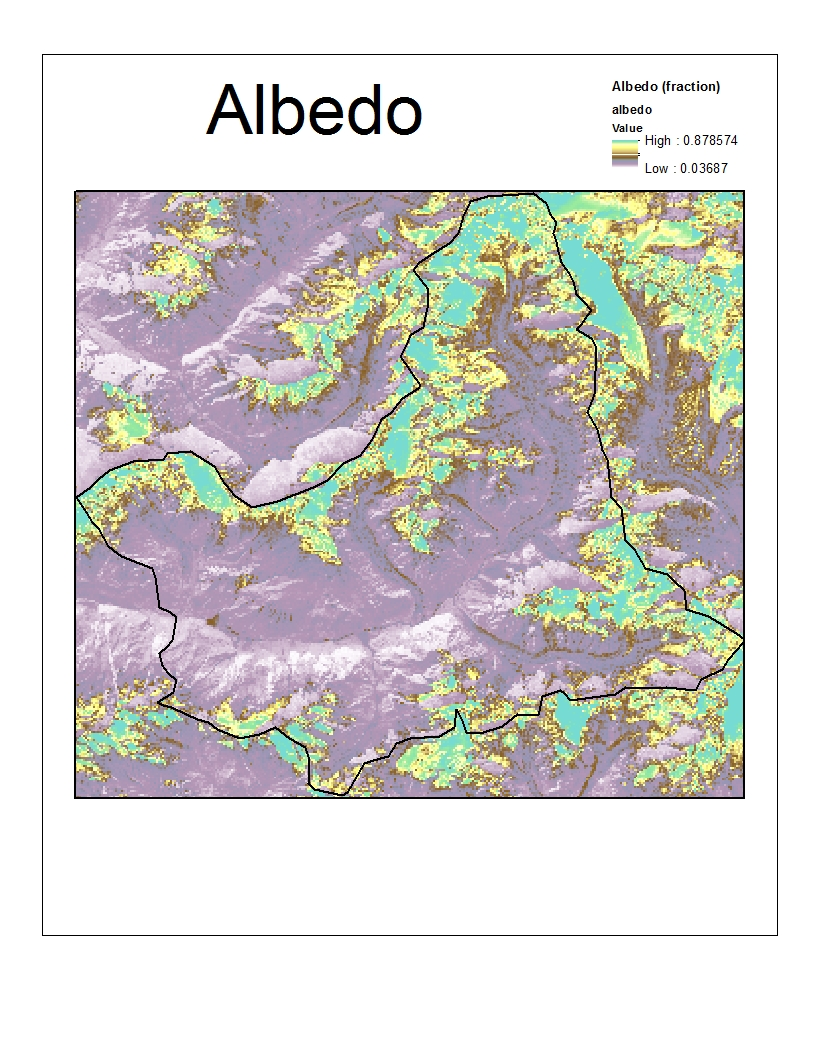 Albedo
Albedo (fraction)
albedo
Value
High : 0.878574
Low : 0.03687